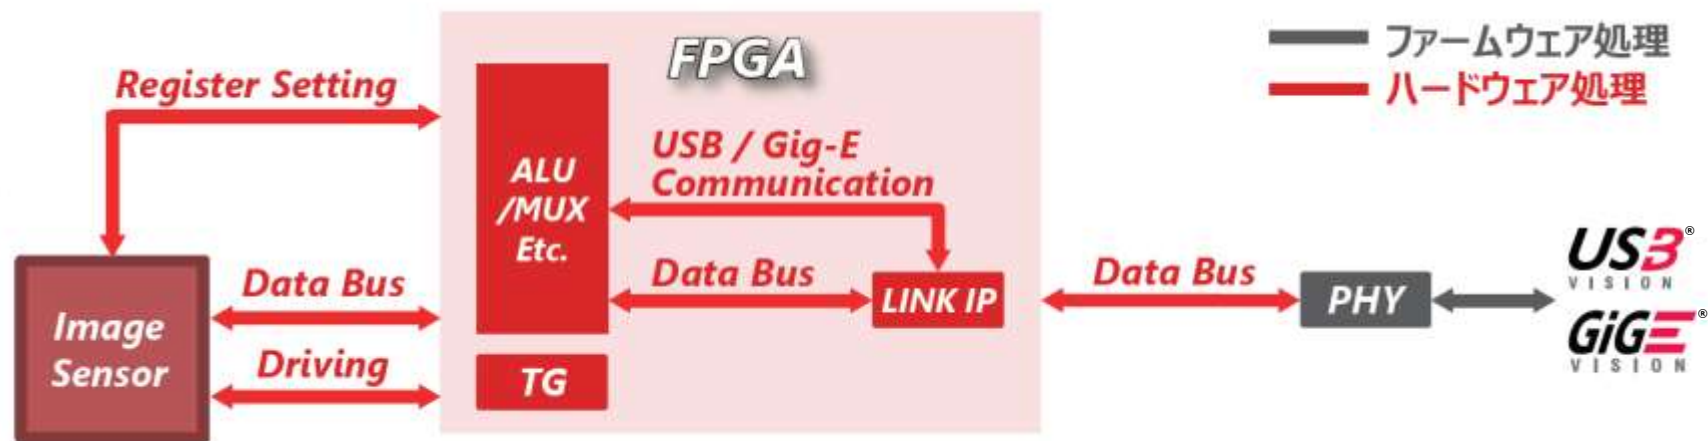 FPGA
ファームウェア処理
ハードウェア処理
Register Setting
USB / Gig-E
Communication
ALU
/MUX
Etc.
Data Bus
Data Bus
LINK IP
Data Bus
PHY
USB®
VISION
GiGE®
VISION
Image
Sensor
Driving
TG